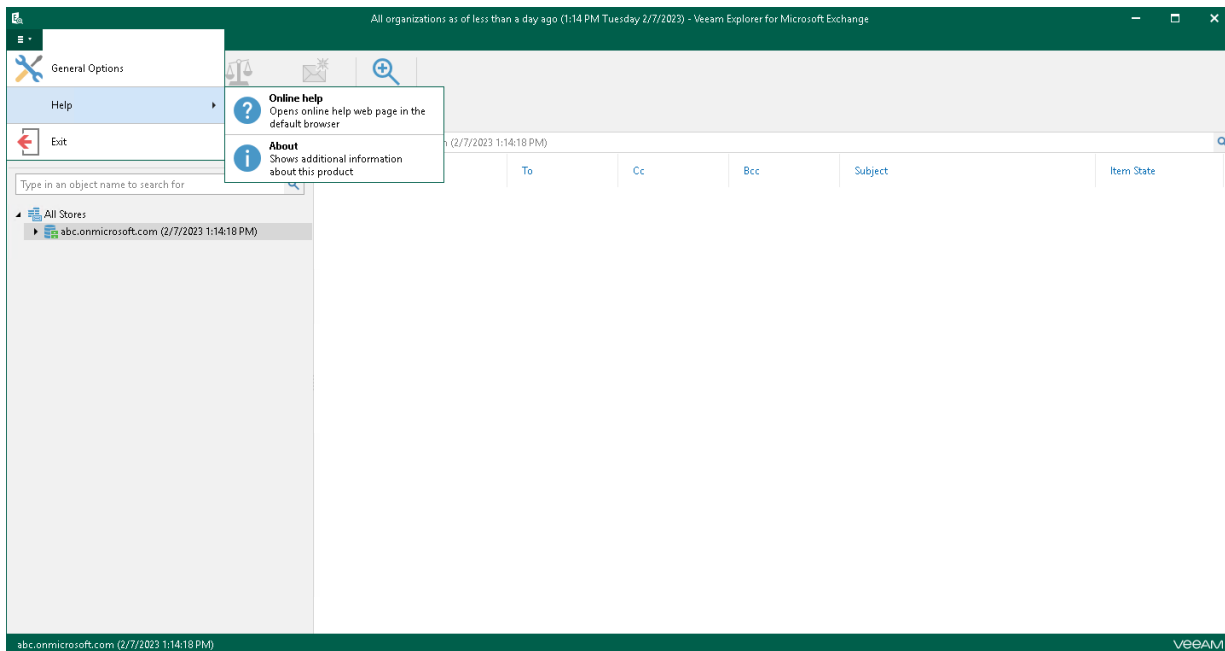 All organizations as of less than a day ago (1:14 PM Tuesday 2/7/2023) - Veeam Explorer for Microsoft Exchange
General Options
Help
Online help
Opens online help web page in the
default browser
Exit
About
Shows additional information
about this product
(2/7/2023 1:14:18 PM)
To
Cc
Bcc
Subject
Item State
Type in an object name to search for
All Stores
abc.onmicrosoft.com (2/7/2023 1:14:18 PM)
abc.onmicrosoft.com (2/7/2023 1:14:18 PM)
veeam